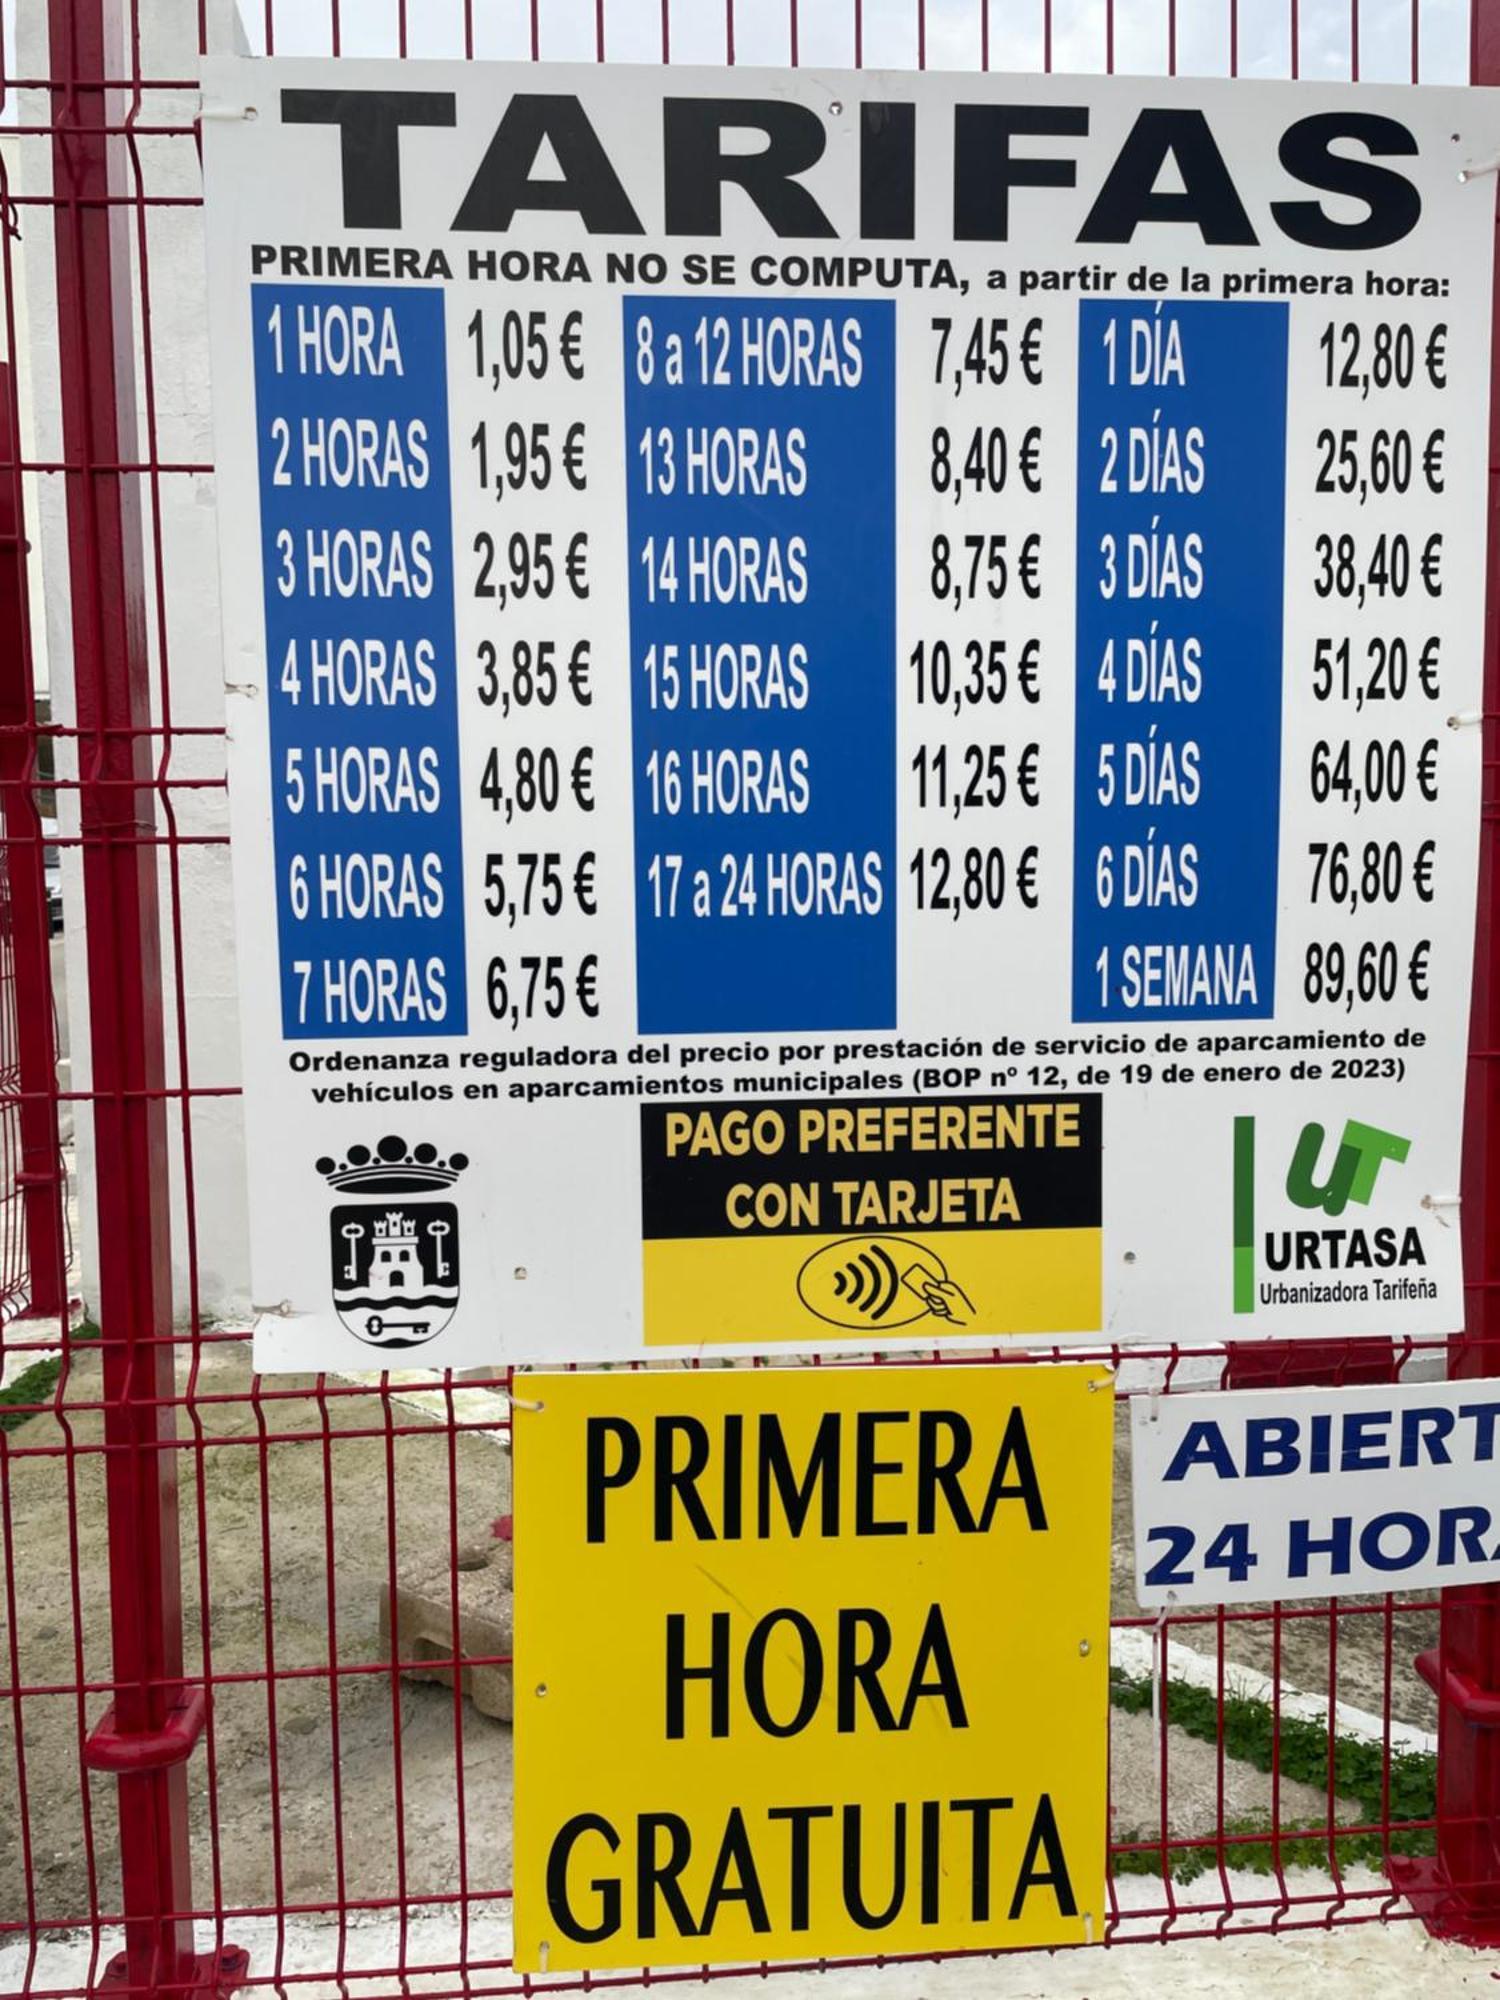 TARIFAS
PRIMERA HORA NO SE COMPUTA, a partir de la primera hora:
1 HORA 1,05 € 8 a 12 HORAS 7,45 € 1 DÍA 12,80 €
2 HORAS 1,95 € 13 HORAS 8,40 € 2 DÍAS 25,60 €
3 HORAS 2,95 € 14 HORAS 8,75 € 3 DÍAS 38,40 €
4 HORAS 3,85 € 15 HORAS 10,35 € 4 DÍAS 51,20 €
5 HORAS 4,80 € 16 HORAS 11,25 € 5 DÍAS 64,00 €
6 HORAS 5,75 € 17 a 24 HORAS 12,80 € 6 DÍAS 76,80 €
7 HORAS 6,75 € 1 SEMANA 89,60 €
Ordenanza reguladora del precio por prestación de servicio de aparcamiento de
vehículos en aparcamientos municipales (BOP nº 12, de 19 de enero de 2023)
PAGO PREFERENTE
CON TARJETA
UT
URTASA
Urbanizadora Tarifeña
PRIMERA
HORA
GRATUITA
ABIERT
24 HORA